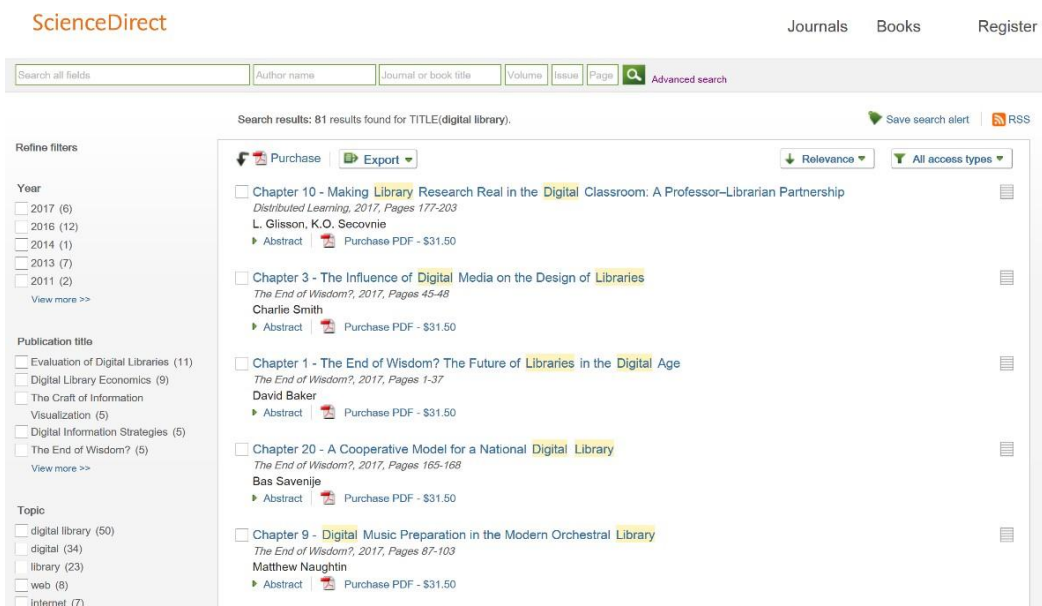 ScienceDirect
Journals Books Register
Search all fields Author name Journal or book title Volume Issue Page Advanced search
Search results: 81 results found for TITLE(digital library).
Save search alert RSS
Refine filters
Year
2017 (6)
2016 (12)
2014 (1)
2013 (7)
2011 (2)
View more >>
Publication title
Evaluation of Digital Libraries (11)
Digital Library Economics (9)
The Craft of Information
Visualization (5)
Digital Information Strategies (5)
The End of Wisdom? (5)
View more >>
Topic
digital library (50)
digital (34)
library (23)
web (8)
internet (7)
Purchase Export Relevance All access types
Chapter 10 - Making Library Research Real in the Digital Classroom: A Professor–Librarian Partnership
Distributed Learning, 2017, Pages 177-203
L. Glisson, K.O. Secovnie
Abstract Purchase PDF - $31.50
Chapter 3 - The Influence of Digital Media on the Design of Libraries
The End of Wisdom?, 2017, Pages 45-48
Charlie Smith
Abstract Purchase PDF - $31.50
Chapter 1 - The End of Wisdom? The Future of Libraries in the Digital Age
The End of Wisdom?, 2017, Pages 1-37
David Baker
Abstract Purchase PDF - $31.50
Chapter 20 - A Cooperative Model for a National Digital Library
The End of Wisdom?, 2017, Pages 165-168
Bas Savenije
Abstract Purchase PDF - $31.50
Chapter 9 - Digital Music Preparation in the Modern Orchestral Library
The End of Wisdom?, 2017, Pages 87-103
Matthew Naughtin
Abstract Purchase PDF - $31.50